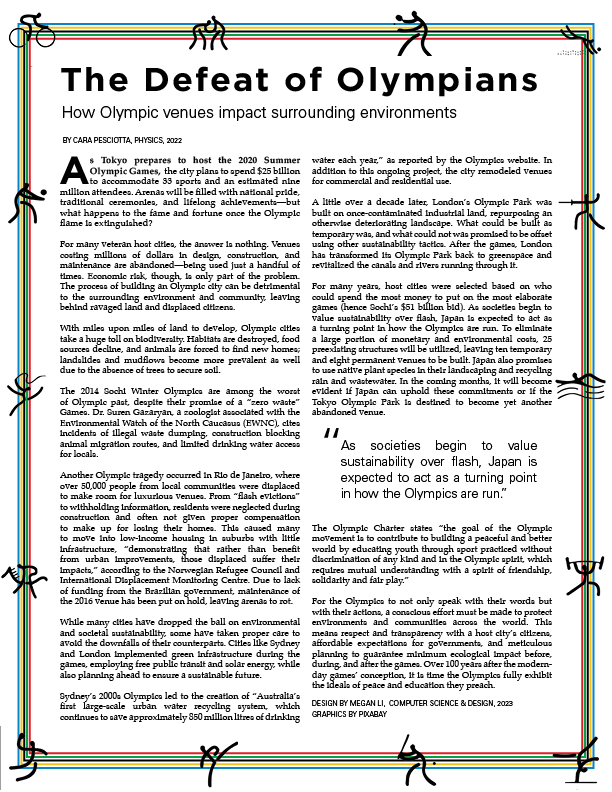 The Defeat of Olympians
How Olympic venues impact surrounding environments
BY CARA PESCIOTTA, PHYSICS, 2022
As Tokyo prepares to host the 2020 Summer
Olympic Games, the city plans to spend $25 billion
to accommodate 33 sports and an estimated nine
million attendees. Arenas will be filled with national pride,
traditional ceremonies, and lifelong achievements—but
what happens to the fame and fortune once the Olympic
flame is extinguished?
For many veteran host cities, the answer is nothing. Venues
costing millions of dollars in design, construction, and
maintenance are abandoned—being used just a handful of
times. Economic risk, though, is only part of the problem.
The process of building an Olympic city can be detrimental
to the surrounding environment and community, leaving
behind ravaged land and displaced citizens.
With miles upon miles of land to develop, Olympic cities
take a huge toll on biodiversity. Habitats are destroyed, food
sources decline, and animals are forced to find new homes;
landslides and mudflows become more prevalent as well
due to the absence of trees to secure soil.
The 2014 Sochi Winter Olympics are among the worst
of Olympic past, despite their promise of a “zero waste”
Games. Dr. Suren Gazaryan, a zoologist associated with the
Environmental Watch of the North Caucasus (EWNC), cites
incidents of illegal waste dumping, construction blocking
animal migration routes, and limited drinking water access
for locals.
Another Olympic tragedy occurred in Rio de Janeiro, where
over 50,000 people from local communities were displaced
to make room for luxurious venues. From “flash evictions”
to withholding information, residents were neglected during
construction and often not given proper compensation
to make up for losing their homes. This caused many
to move into low-income housing in suburbs with little
infrastructure, “demonstrating that rather than benefit
from urban improvements, those displaced suffer their
impacts,” according to the Norwegian Refugee Council and
International Displacement Monitoring Centre. Due to lack
of funding from the Brazilian government, maintenance of
the 2016 venue has been put on hold, leaving arenas to rot.
While many cities have dropped the ball on environmental
and societal sustainability, some have taken proper care to
avoid the downfalls of their counterparts. Cities like Sydney
and London implemented green infrastructure during the
games, employing free public transit and solar energy, while
also planning ahead to ensure a sustainable future.
Sydney’s 2000s Olympics led to the creation of “Australia’s
first large-scale urban water recycling system, which
continues to save approximately 850 million litres of drinking
water each year,” as reported by the Olympics website. In
addition to this ongoing project, the city remodeled venues
for commercial and residential use.
A little over a decade later, London’s Olympic Park was
built on once-contaminated industrial land, repurposing an
otherwise deteriorating landscape. What could be built as
temporary was, and what could not was promised to be offset
using other sustainability tactics. After the games, London
has transformed its Olympic Park back to greenspace and
revitalized the canals and rivers running through it.
For many years, host cities were selected based on who
could spend the most money to put on the most elaborate
games (hence Sochi’s $51 billion bid). As societies begin to
value sustainability over flash, Japan is expected to act as
a turning point in how the Olympics are run. To eliminate
a large portion of monetary and environmental costs, 25
preexisting structures will be utilized, leaving ten temporary
and eight permanent venues to be built. Japan also promises
to use native plant species in their landscaping and recycling
rain and wastewater. In the coming months, it will become
evident if Japan can uphold these commitments or if the
Tokyo Olympic Park is destined to become yet another
abandoned venue.
“As societies begin to value
sustainability over flash, Japan is
expected to act as a turning point
in how the Olympics are run.”
The Olympic Charter states “the goal of the Olympic
movement is to contribute to building a peaceful and better
world by educating youth through sport practiced without
discrimination of any kind and in the Olympic spirit, which
requires mutual understanding with a spirit of friendship,
solidarity and fair play.”
For the Olympics to not only speak with their words but
with their actions, a conscious effort must be made to protect
environments and communities across the world. This
means respect and transparency with a host city’s citizens,
affordable expectations for governments, and meticulous
planning to guarantee minimum ecological impact before,
during, and after the games. Over 100 years after the modern-
day games’ conception, it is time the Olympics fully exhibit
the ideals of peace and education they preach.
DESIGN BY MEGAN LI, COMPUTER SCIENCE & DESIGN, 2023
GRAPHICS BY PIXABAY